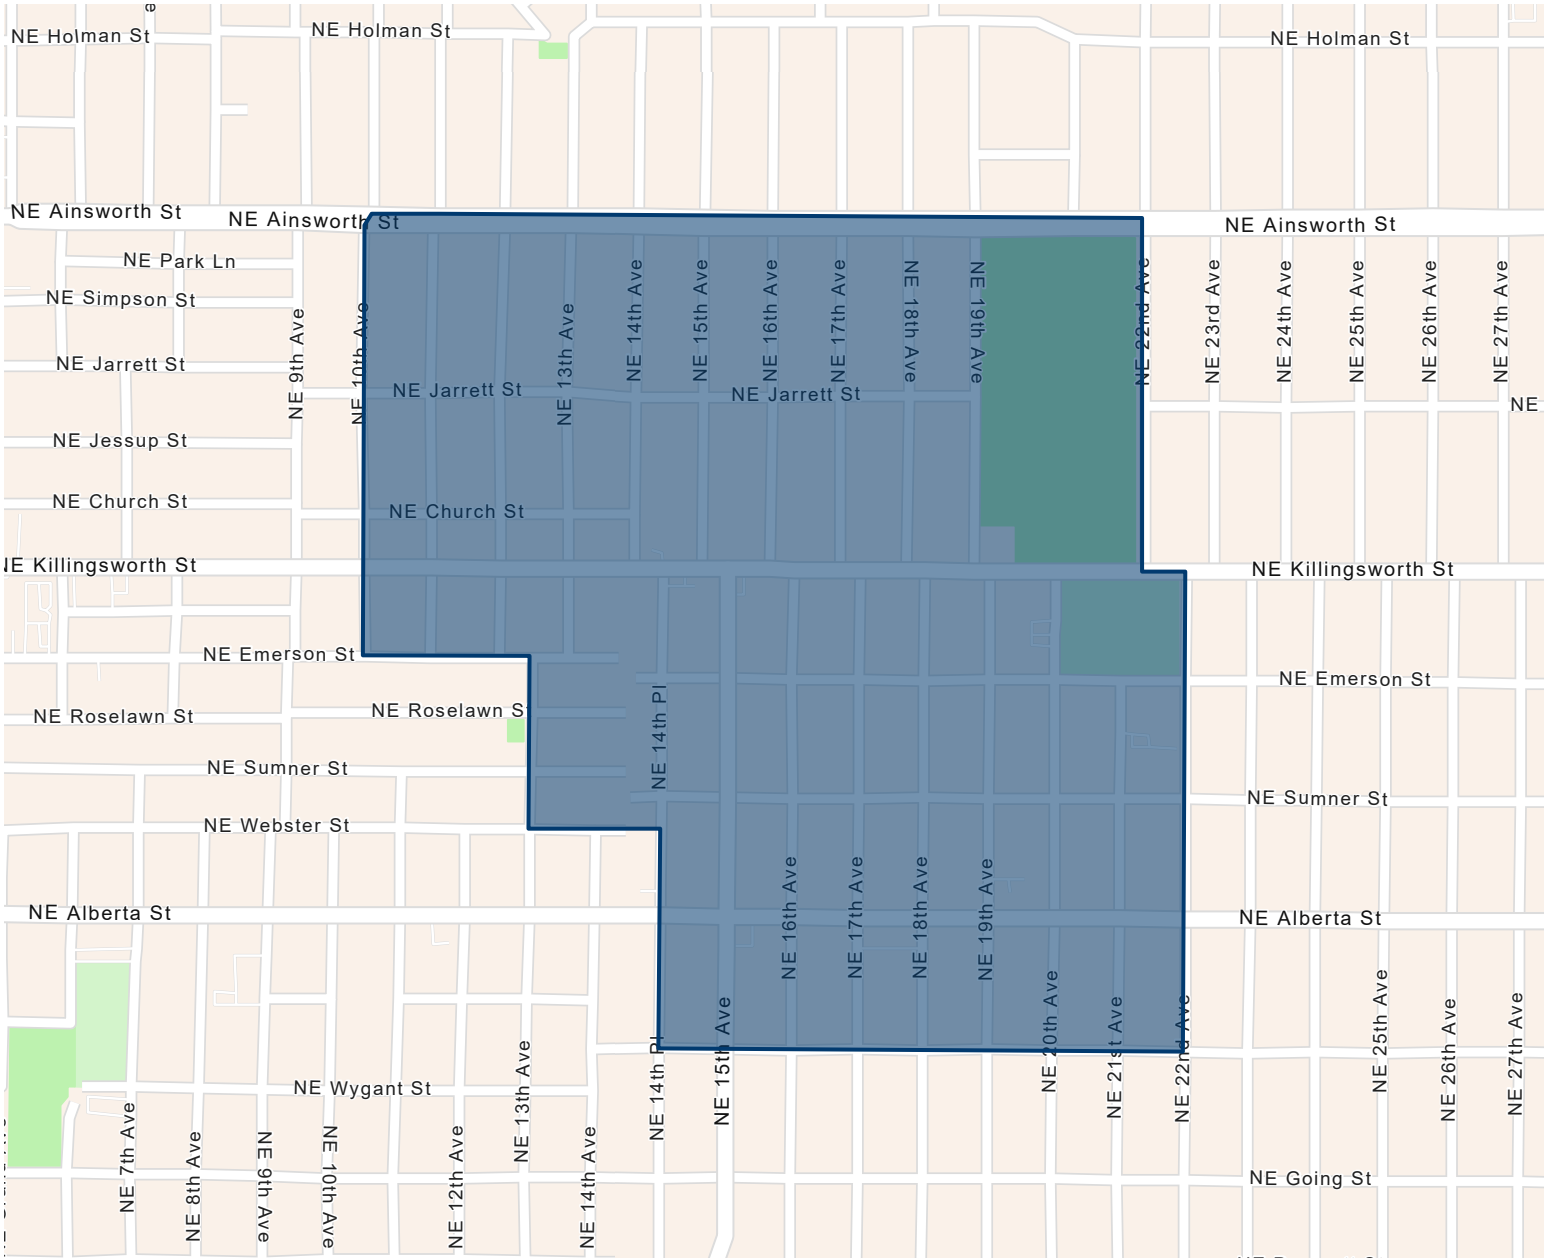 NE Holman St
NE Holman St
NE Holman St
NE Ainsworth St
NE Ainsworth St
NE Ainsworth St
NE Park Ln
NE Simpson St
NE Jarrett St
NE 9th Ave
NE 10th Ave
NE Jarrett St
NE 13th Ave
NE 14th Ave
NE 15th Ave
NE 16th Ave
NE 17th Ave
NE 18th Ave
NE 19th Ave
NE Jarrett St
NE 22nd Ave
NE 23rd Ave
NE 24th Ave
NE 25th Ave
NE 26th Ave
NE 27th Ave
NE
NE Jessup St
NE Church St
NE Church St
NE Killingsworth St
NE Killingsworth St
NE Emerson St
NE Emerson St
NE Roselawn St
NE Roselawn S
NE 14th Pl
NE Sumner St
NE Sumner St
NE Webster St
NE Alberta St
NE Alberta St
NE 16th Ave
NE 17th Ave
NE 18th Ave
NE 19th Ave
NE 20th Ave
NE 21st Ave
NE 22nd Ave
NE 25th Ave
NE 26th Ave
NE 27th Ave
NE 15th Ave
NE 14th Pl
NE Wygant St
NE 13th Ave
NE 7th Ave
NE 8th Ave
NE 9th Ave
NE 10th Ave
NE 12th Ave
NE 14th Ave
NE Going St